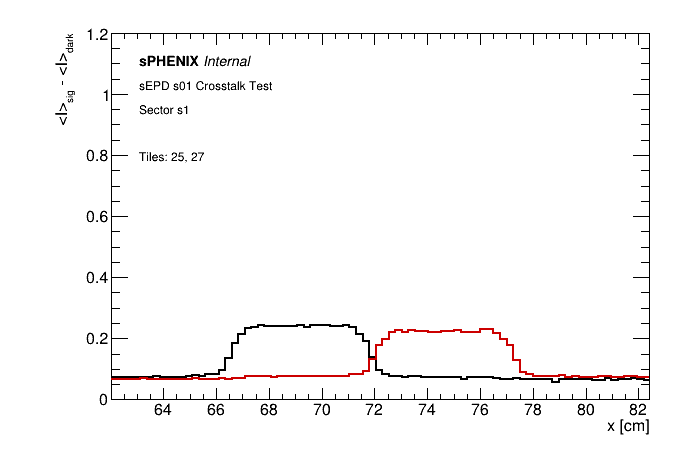 sPHENIX Internal
sEPD s01 Crosstalk Test
Sector s1
Tiles: 25, 27
<I>sig - <I>dark
1.2
1
0.8
0.6
0.4
0.2
0
64 66 68 70 72 74 76 78 80 82
x [cm]